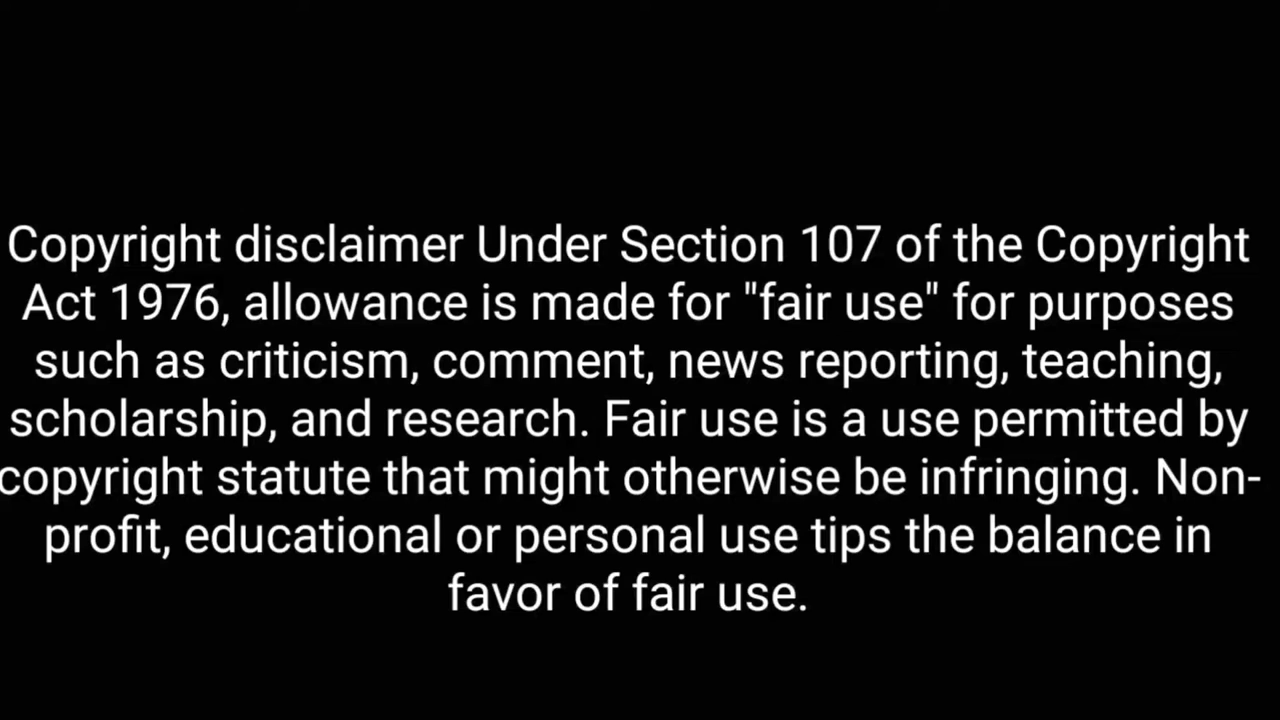 Copyright disclaimer Under Section 107 of the Copyright
Act 1976, allowance is made for "fair use" for purposes
such as criticism, comment, news reporting, teaching,
scholarship, and research. Fair use is a use permitted by
copyright statute that might otherwise be infringing. Non-
profit, educational or personal use tips the balance in
favor of fair use.